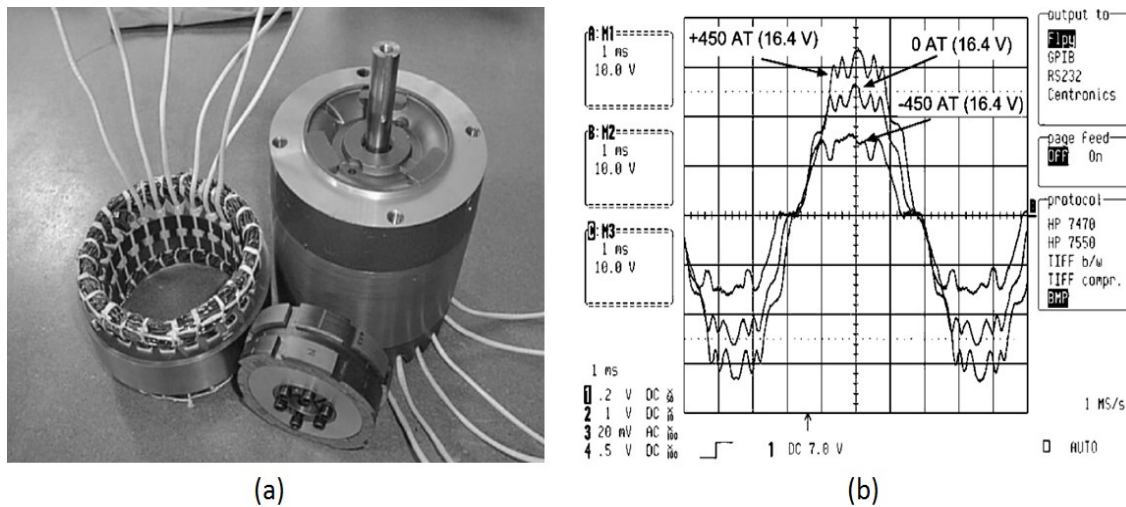 A:M1
1 ms
10.0 V
B:M2
1 ms
10.0 V
C:M3
1 ms
10.0 V
+450 AT (16.4 V)
0 AT (16.4 V)
-450 AT (16.4 V)
output to
Flpy
GPIB
RS232
Centronics
page feed
OFF On
protocol
HP 7470
HP 7550
TIFF b/w
TIFF compr.
BMP
B
1 ms
1 .2 V DC
2 1 V DC
3 20 mV AC
4 .5 V DC
1 DC 7.0 V
1 MS/s
AUTO
N
(a)
(b)